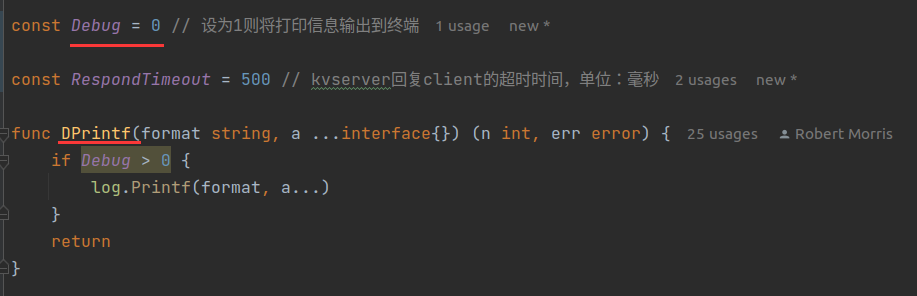 const Debug = 0 // 设为1则将打印信息输出到终端 1 usage new *
const RespondTimeout = 500 // kvserver回复client的超时时间，单位：毫秒 2 usages new *
func DPrintf(format string, a ...interface{}) (n int, err error) { 25 usages Robert Morris
if Debug > 0 {
log.Printf(format, a...)
}
return
}